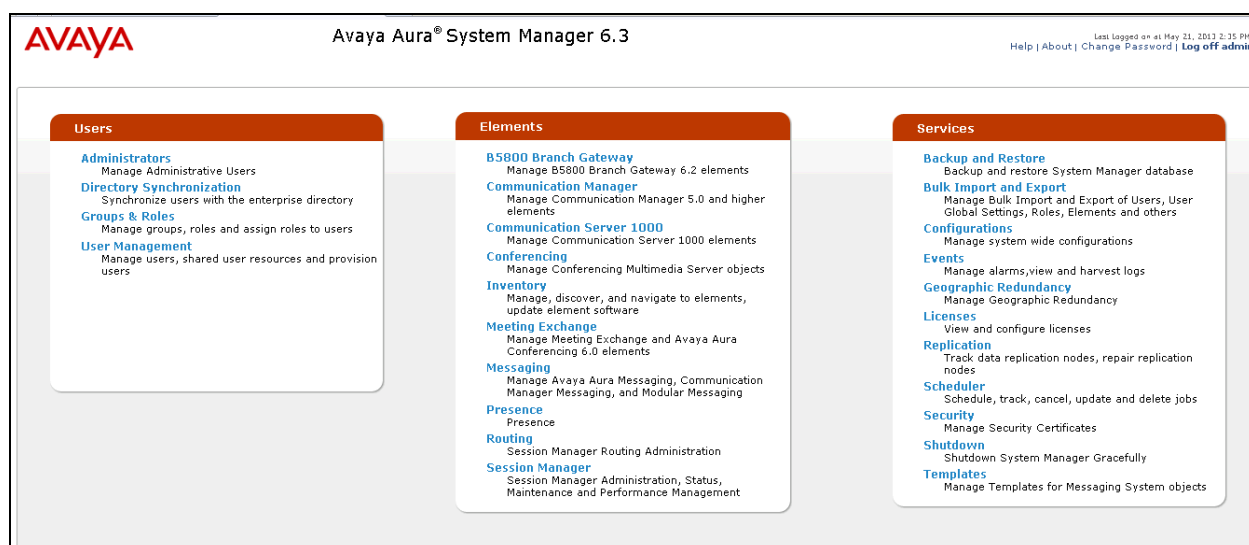 AVAYA
Avaya Aura® System Manager 6.3
Last Logged on at May 21, 2013 2:35 PM
Help | About | Change Password | Log off admin
Users
Administrators
Manage Administrative Users
Directory Synchronization
Synchronize users with the enterprise directory
Groups & Roles
Manage groups, roles and assign roles to users
User Management
Manage users, shared user resources and provision
users
Elements
B5800 Branch Gateway
Manage B5800 Branch Gateway 6.2 elements
Communication Manager
Manage Communication Manager 5.0 and higher
elements
Communication Server 1000
Manage Communication Server 1000 elements
Conferencing
Manage Conferencing Multimedia Server objects
Inventory
Manage, discover, and navigate to elements,
update element software
Meeting Exchange
Manage Meeting Exchange and Avaya Aura
Conferencing 6.0 elements
Messaging
Manage Avaya Aura Messaging, Communication
Manager Messaging, and Modular Messaging
Presence
Presence
Routing
Session Manager Routing Administration
Session Manager
Session Manager Administration, Status,
Maintenance and Performance Management
Services
Backup and Restore
Backup and restore System Manager database
Bulk Import and Export
Manage Bulk Import and Export of Users, User
Global Settings, Roles, Elements and others
Configurations
Manage system wide configurations
Events
Manage alarms,view and harvest logs
Geographic Redundancy
Manage Geographic Redundancy
Licenses
View and configure licenses
Replication
Track data replication nodes, repair replication
nodes
Scheduler
Schedule, track, cancel, update and delete jobs
Security
Manage Security Certificates
Shutdown
Shutdown System Manager Gracefully
Templates
Manage Templates for Messaging System objects